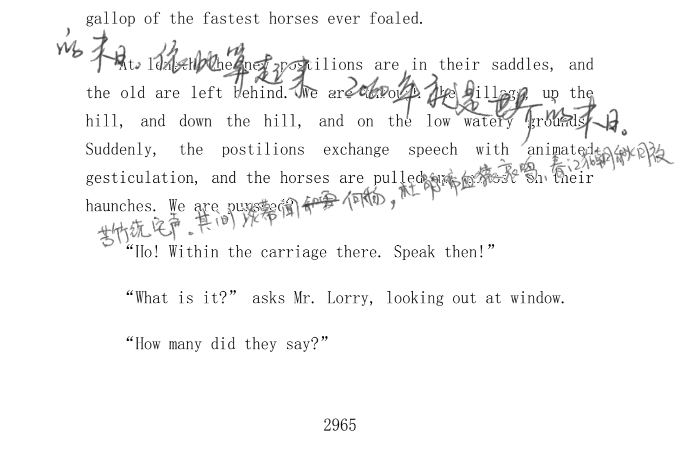 gallop of the fastest horses ever foaled.
的末日。依此算起来 2060年就是世界的末日。
At the new postilions are in their saddles, and
the old are left behind. We are through the village, up the
hill, and down the hill, and on the low watery grounds.
Suddenly, the postilions exchange speech with animated
gesticulation, and the horses are pulled up, almost on their
haunches. We are pursued?
苦竹绕宅声。其间旦暮闻何物,杜鹃啼血猿哀鸣。春江花朝秋月夜
“Ho! Within the carriage there. Speak then!”
“What is it?” asks Mr. Lorry, looking out at window.
“How many did they say?”
2965